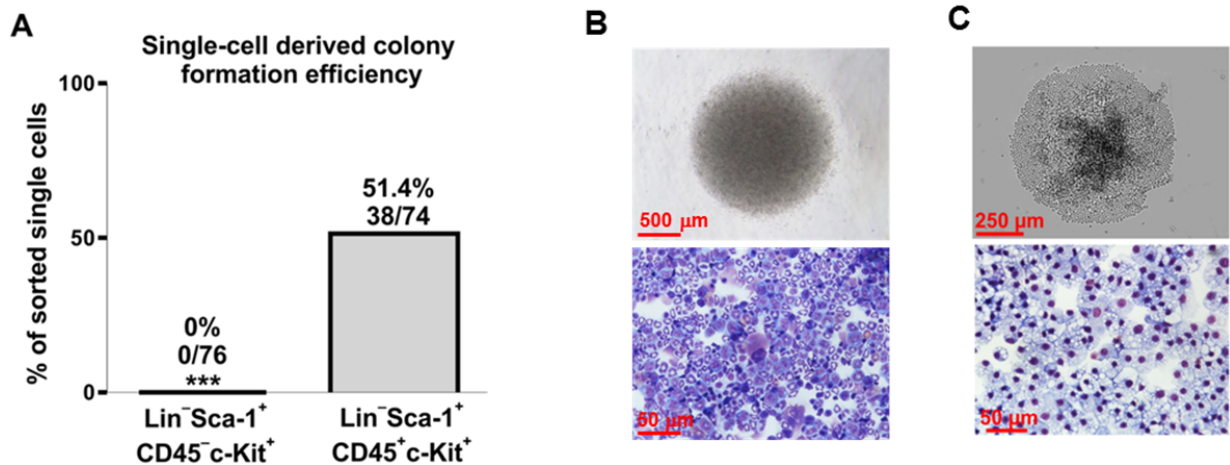 A
Single-cell derived colony
formation efficiency
% of sorted single cells
100
50
0
0%
0/76
***
51.4%
38/74
Lin⁻Sca-1⁺
CD45⁻c-Kit⁺
Lin⁻Sca-1⁺
CD45⁺c-Kit⁺
B
500 μm
50 μm
C
250 μm
50 μm